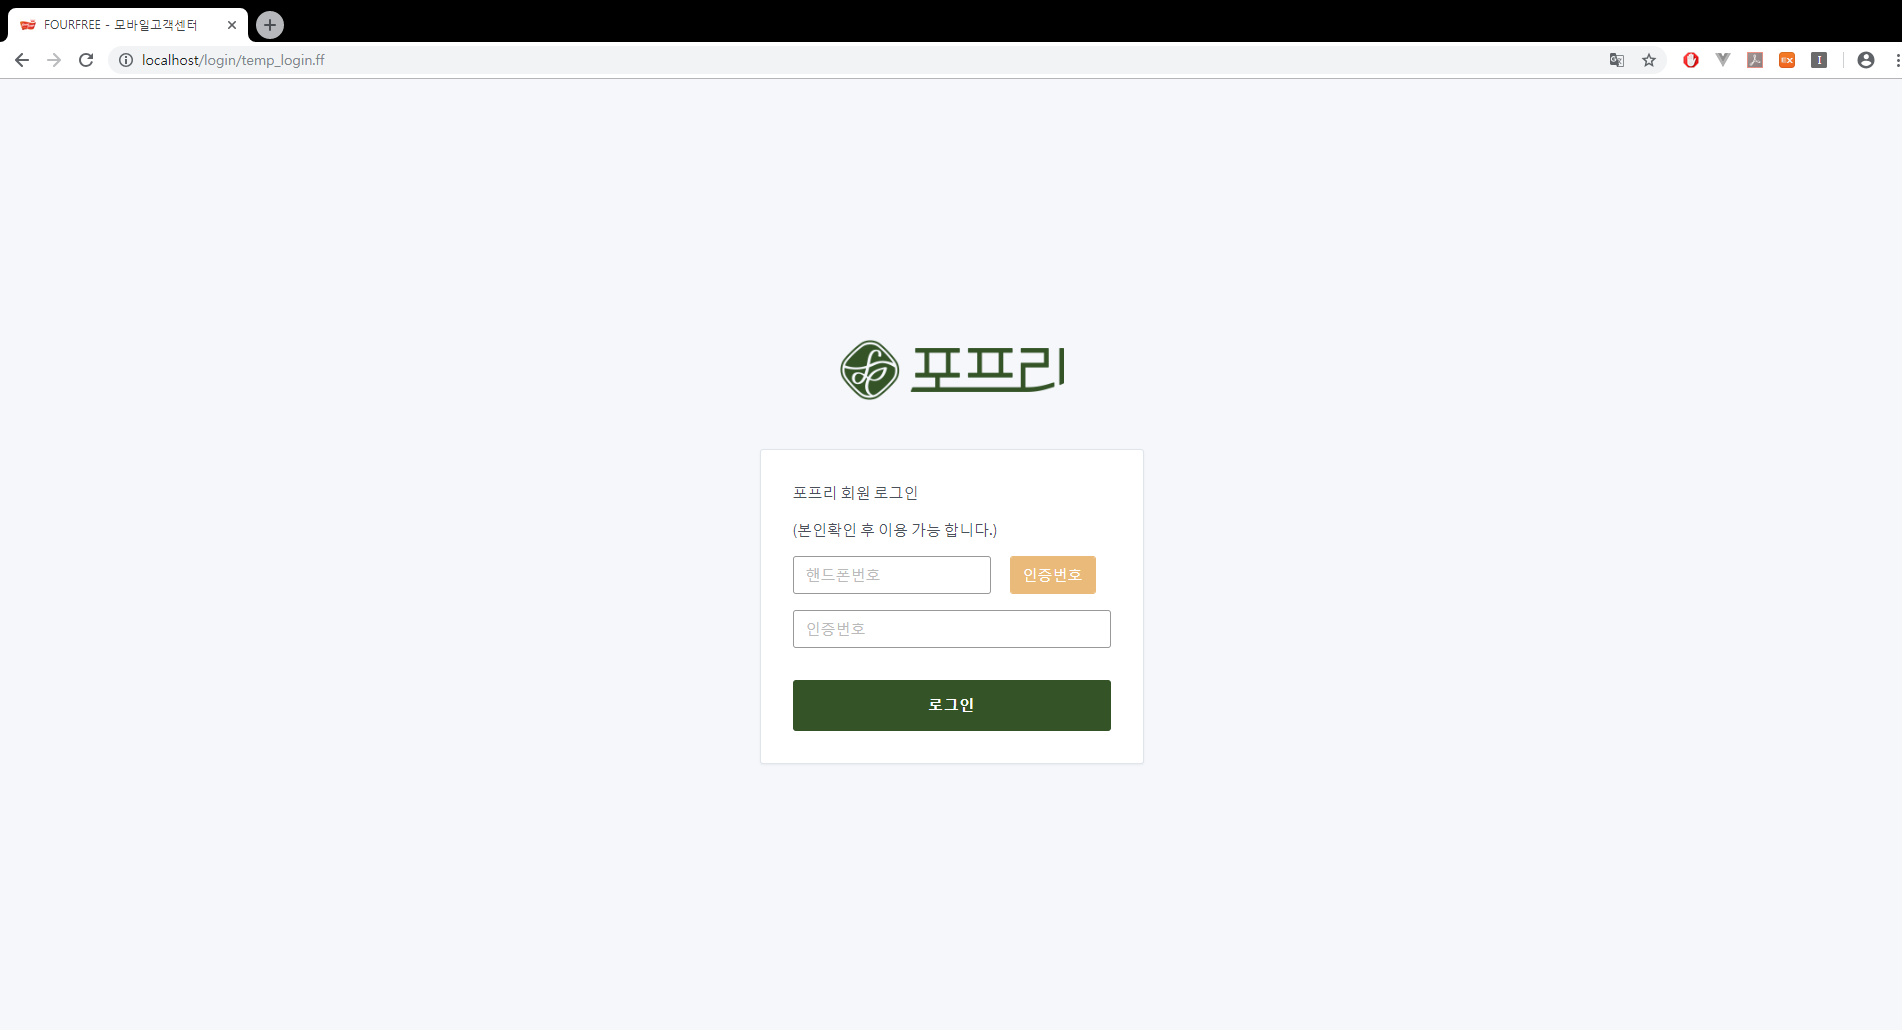 FOURFREE - 모바일고객센터
localhost/login/temp_login.ff
포프리
포프리 회원 로그인
(본인확인 후 이용 가능 합니다.)
핸드폰번호 인증번호
인증번호
로그인